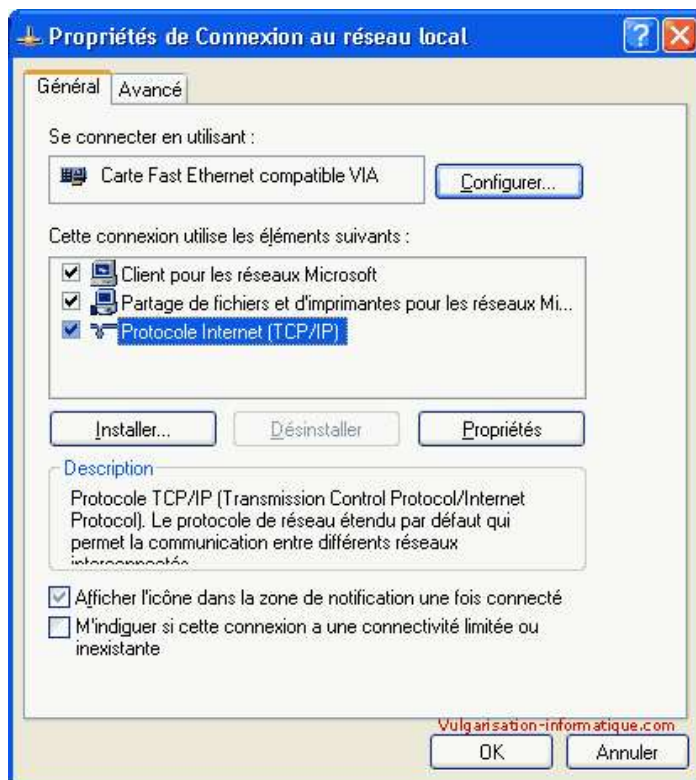 Propriétés de Connexion au réseau local
Général
Avancé
Se connecter en utilisant :
Carte Fast Ethernet compatible VIA
Configurer...
Cette connexion utilise les éléments suivants :
Client pour les réseaux Microsoft
Partage de fichiers et d'imprimantes pour les réseaux Mi...
Protocole Internet (TCP/IP)
Installer...
Désinstaller
Propriétés
Description
Protocole TCP/IP (Transmission Control Protocol/Internet
Protocol). Le protocole de réseau étendu par défaut qui
permet la communication entre différents réseaux
interconnectés.
Afficher l'icône dans la zone de notification une fois connecté
M'indiquer si cette connexion a une connectivité limitée ou
inexistante
Vulgarisation-informatique.com
OK
Annuler